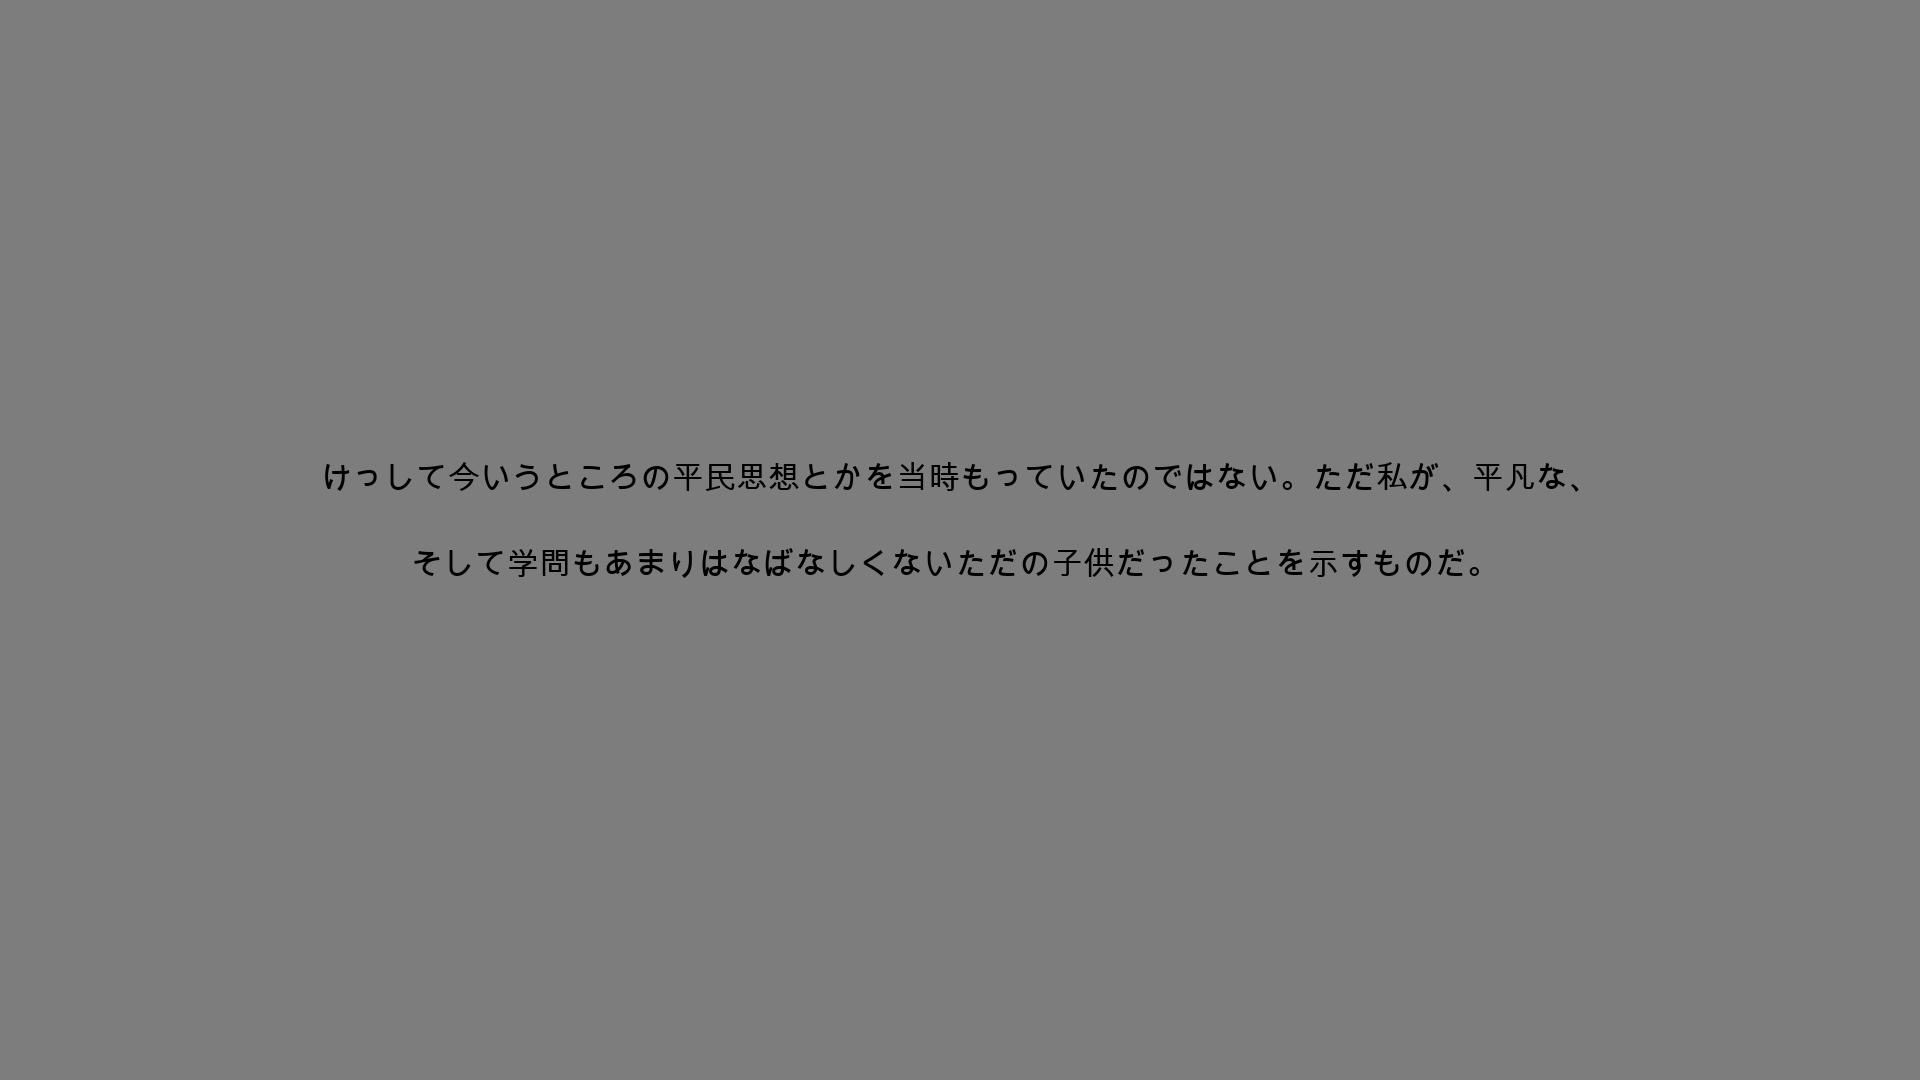 けっして今いうところの平民思想とかを当時もっていたのではない。ただ私が、平凡な、
そして学問もあまりはなばなしくないただの子供だったことを示すものだ。